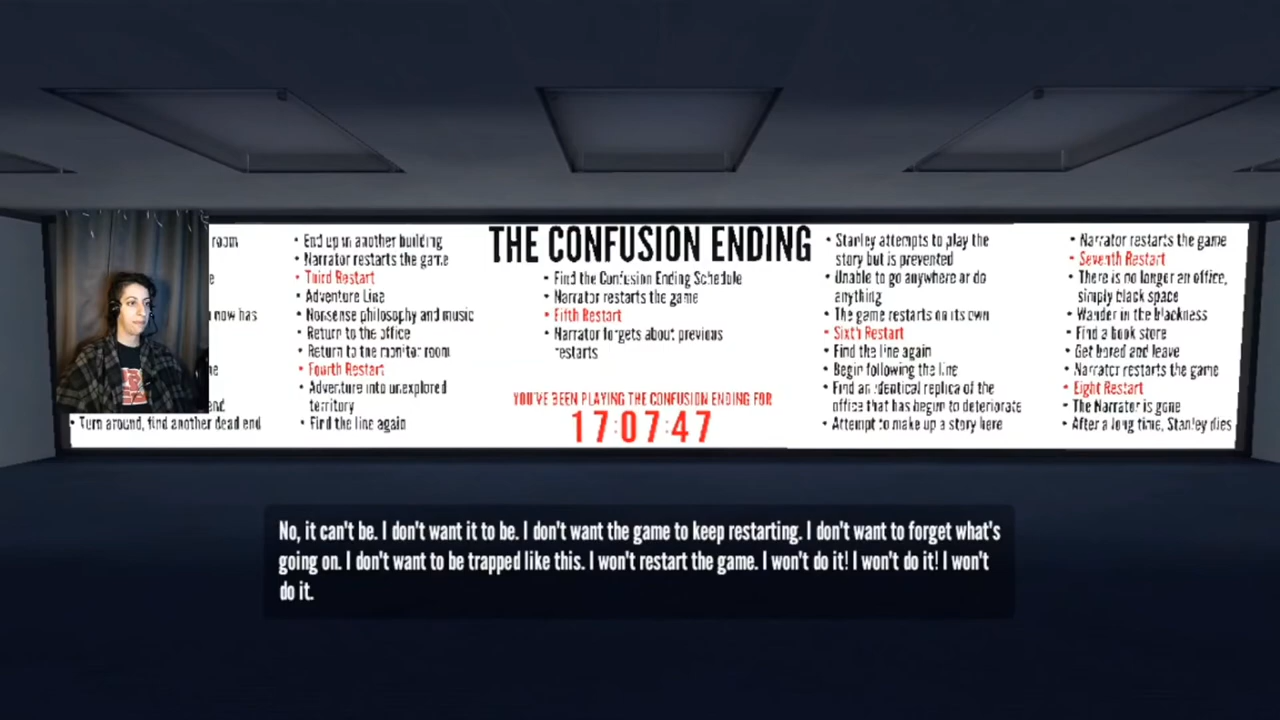 room
now has
end
• Turn around, find another dead end
• End up in another building
• Narrator restarts the game
• Third Restart
• Adventure Line
• Nonsense philosophy and music
• Return to the office
• Return to the monitor room
• Fourth Restart
• Adventure into unexplored
territory
• Find the line again
THE CONFUSION ENDING
• Find the Confusion Ending Schedule
• Narrator restarts the game
• Fifth Restart
• Narrator forgets about previous
restarts
YOU'VE BEEN PLAYING THE CONFUSION ENDING FOR
17:07:47
• Stanley attempts to play the
story but is prevented
• Unable to go anywhere or do
anything
• The game restarts on its own
• Sixth Restart
• Find the line again
• Begin following the line
• Find an identical replica of the
office that has begun to deteriorate
• Attempt to make up a story here
• Narrator restarts the game
• Seventh Restart
• There is no longer an office,
simply black space
• Wander in the blackness
• Find a book store
• Get bored and leave
• Narrator restarts the game
• Eight Restart
• The Narrator is gone
• After a long time, Stanley dies
No, it can't be. I don't want it to be. I don't want the game to keep restarting. I don't want to forget what's
going on. I don't want to be trapped like this. I won't restart the game. I won't do it! I won't do it! I won't
do it.